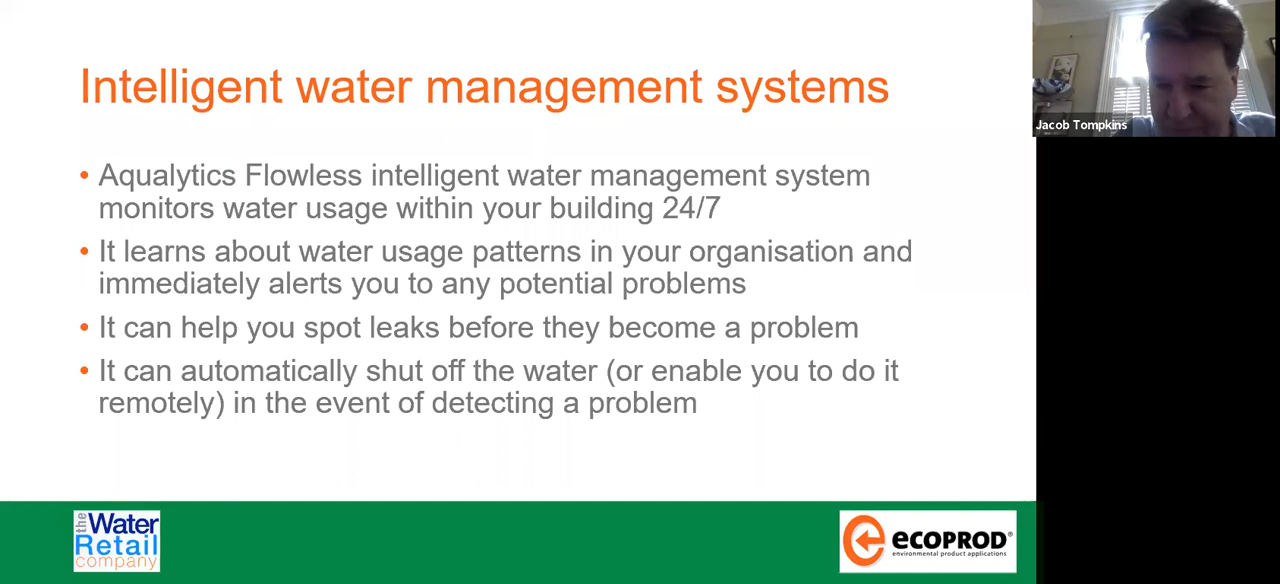 Intelligent water management systems
• Aqualytics Flowless intelligent water management system
monitors water usage within your building 24/7
• It learns about water usage patterns in your organisation and
immediately alerts you to any potential problems
• It can help you spot leaks before they become a problem
• It can automatically shut off the water (or enable you to do it
remotely) in the event of detecting a problem
Jacob Tompkins
the Water
Retail
company
ECOPROD®
environmental product applications